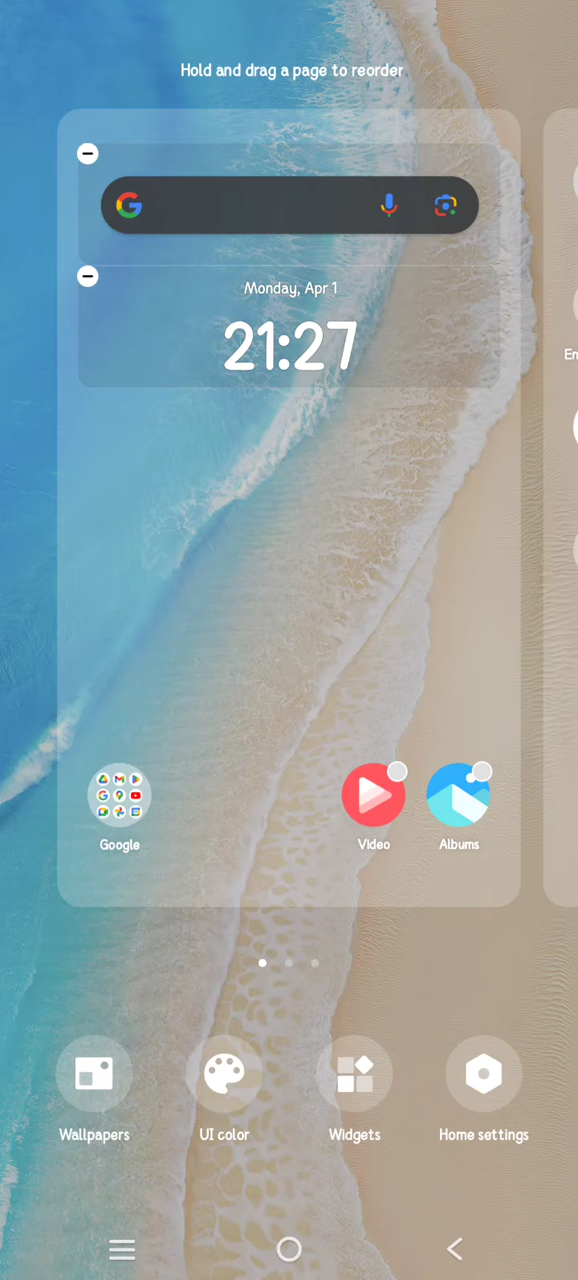 Hold and drag a page to reorder
Monday, Apr 1
21:27
En
Google
Video
Albums
Wallpapers
UI color
Widgets
Home settings